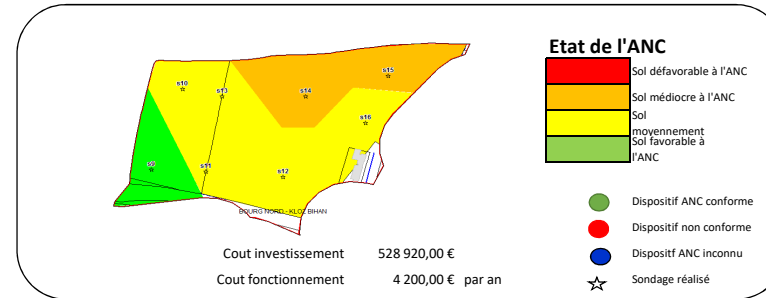 Etat de l'ANC
Sol défavorable à l'ANC
Sol médiocre à l'ANC
Sol
moyennement
Sol favorable à
l'ANC
Dispositif ANC conforme
Dispositif non conforme
Dispositf ANC inconnu
Sondage réalisé
s15
s10
s13
s14
s16
s9
s11
s12
BOURG NORD - KLOZ BIHAN
Cout investissement 528 920,00 €
Cout fonctionnement 4 200,00 € par an